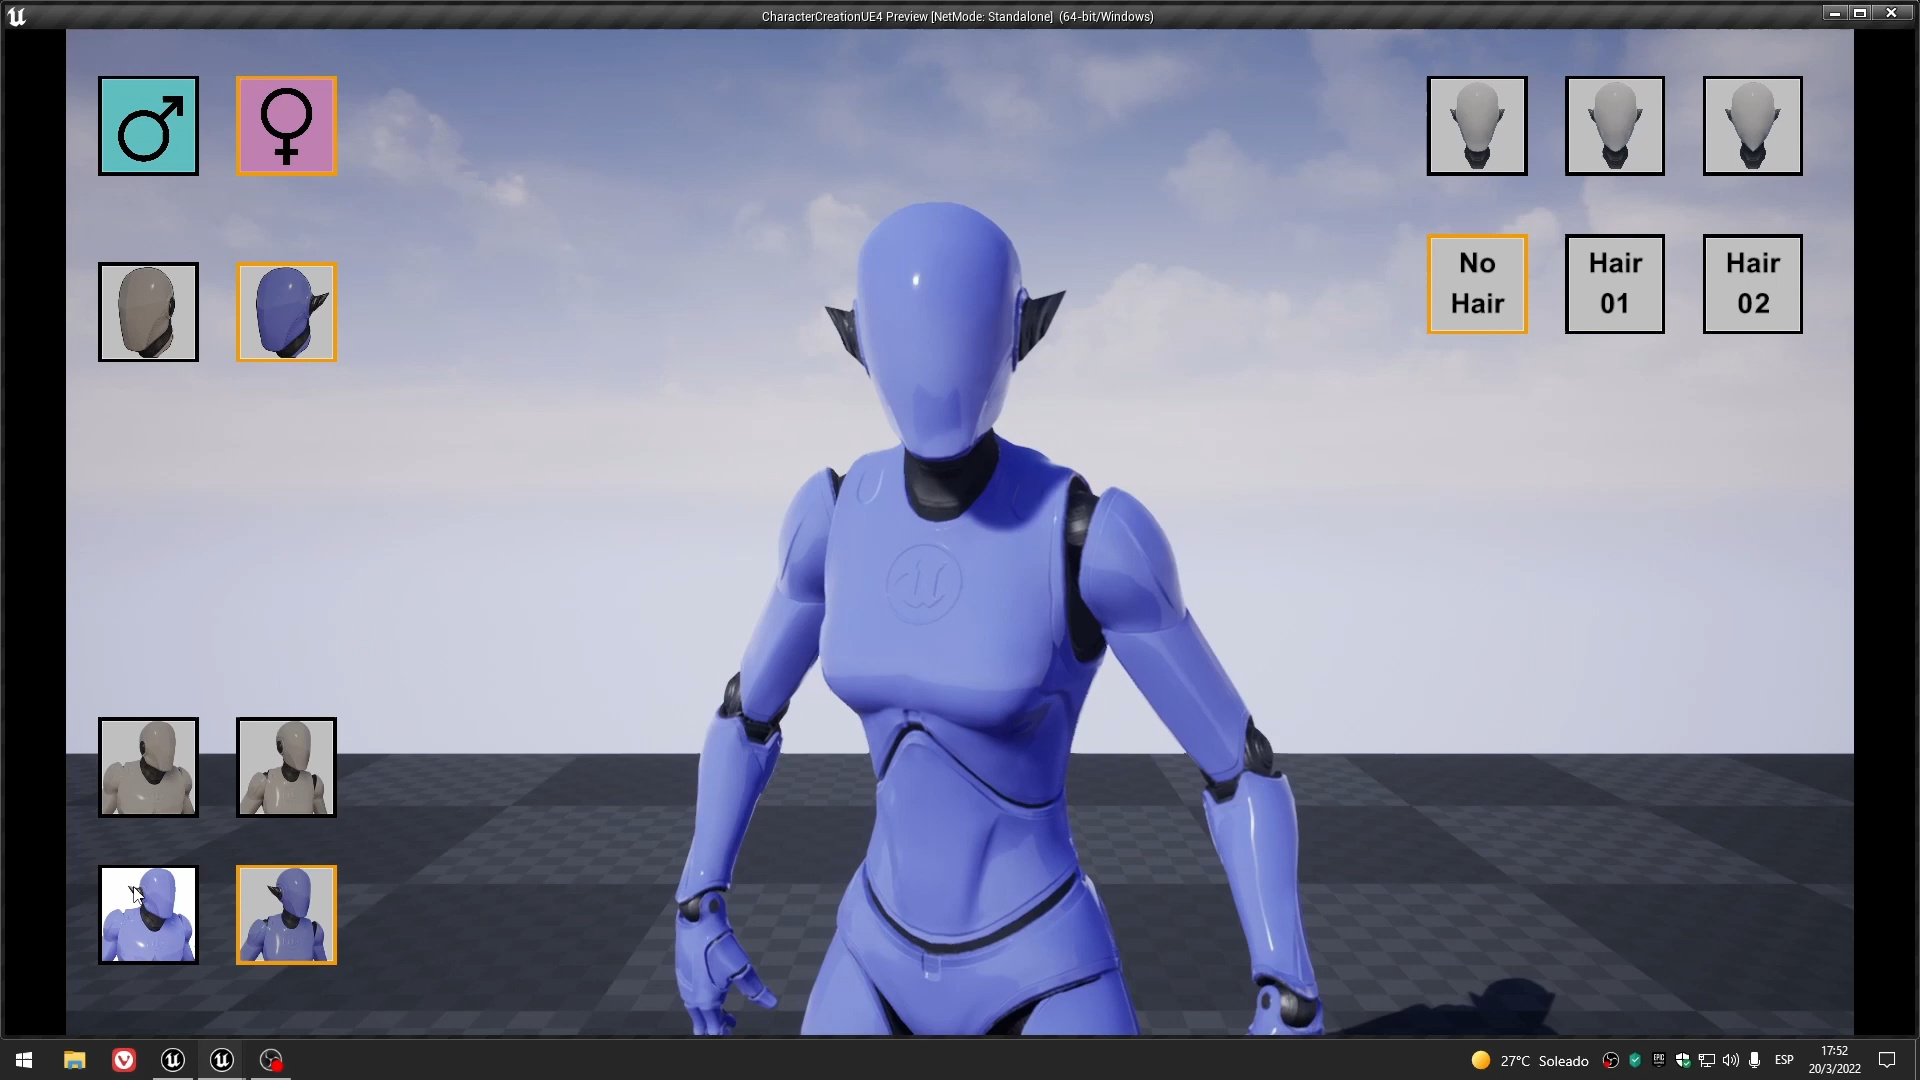 CharacterCreationUE4 Preview [NetMode: Standalone] (64-bit/Windows)
No
Hair
Hair
01
Hair
02
27°C Soleado
EPIC
ESP
17:52
20/3/2022